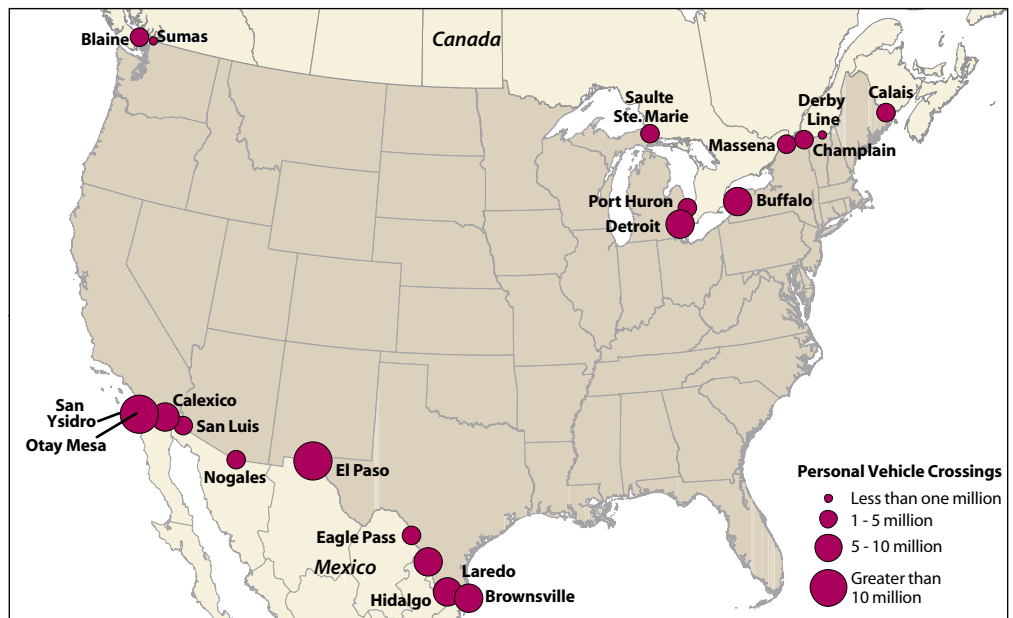 Canada
Blaine
Sumas
Saulte
Ste. Marie
Derby
Line
Calais
Massena
Champlain
Port Huron
Buffalo
Detroit
San
Ysidro
Calexico
San Luis
Otay Mesa
Nogales
El Paso
Eagle Pass
Mexico
Laredo
Hidalgo
Brownsville
Personal Vehicle Crossings
Less than one million
1 - 5 million
5 - 10 million
Greater than
10 million